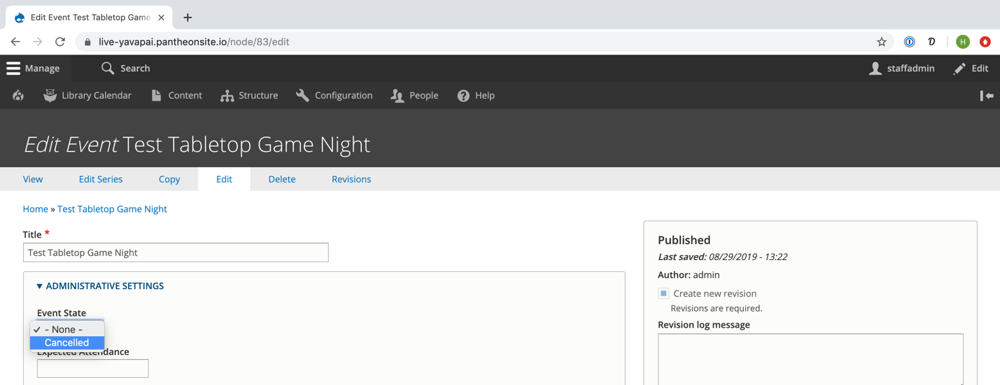 Edit Event Test Tabletop Game
live-yavapai.pantheonsite.io/node/83/edit
D
H
Manage
Search
staffadmin
Edit
Library Calendar
Content
Structure
Configuration
People
Help
Edit Event Test Tabletop Game Night
View
Edit Series
Copy
Edit
Delete
Revisions
Home » Test Tabletop Game Night
Title *
Test Tabletop Game Night
▼ ADMINISTRATIVE SETTINGS
Event State
✓ - None -
Cancelled
Expected Attendance
Published
Last saved: 08/29/2019 - 13:22
Author: admin
Create new revision
Revisions are required.
Revision log message